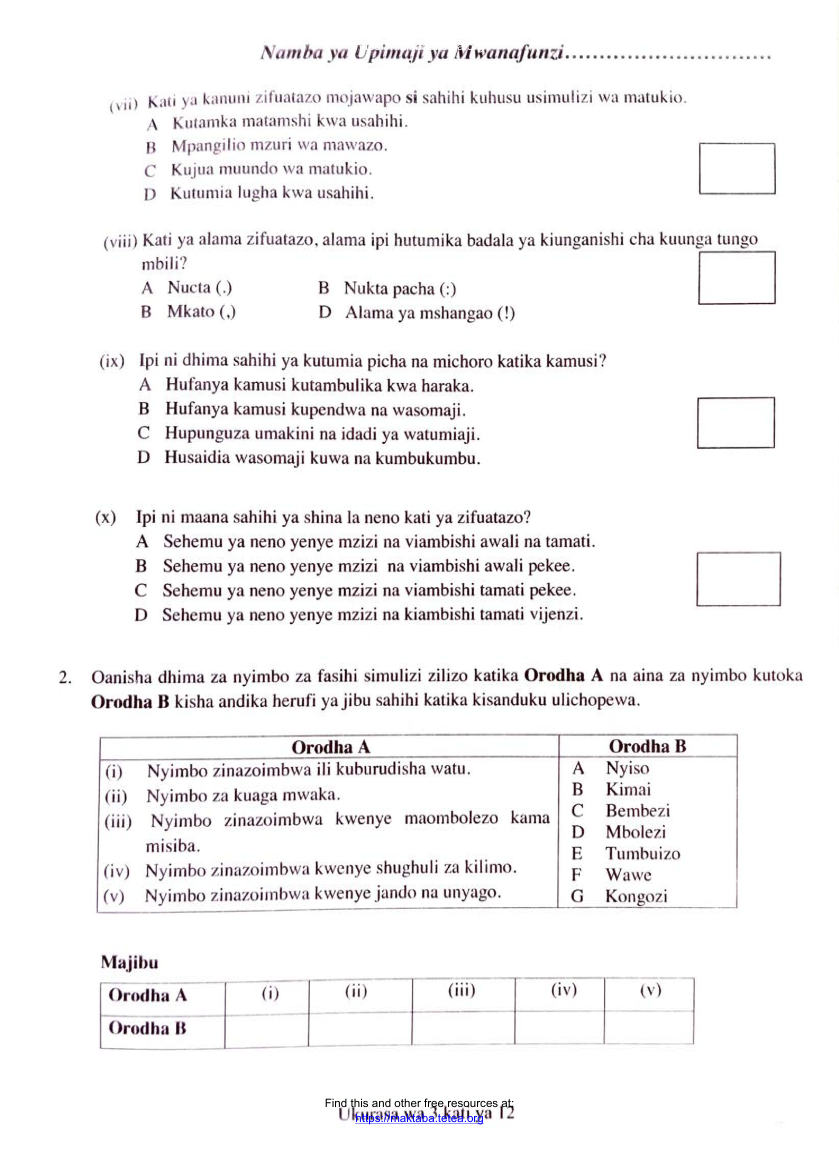 Namba ya Upimaji ya Mwanafunzi..............................
(vii) Kati ya kanuni zifuatazo mojawapo si sahihi kuhusu usimulizi wa matukio.
A Kutamka matamshi kwa usahihi.
B Mpangilio mzuri wa mawazo.
C Kujua muundo wa matukio.
D Kutumia lugha kwa usahihi.
(viii) Kati ya alama zifuatazo, alama ipi hutumika badala ya kiunganishi cha kuunga tungo
mbili?
A Nucta (.) B Nukta pacha (:)
B Mkato (,) D Alama ya mshangao (!)
(ix) Ipi ni dhima sahihi ya kutumia picha na michoro katika kamusi?
A Hufanya kamusi kutambulika kwa haraka.
B Hufanya kamusi kupendwa na wasomaji.
C Hupunguza umakini na idadi ya watumiaji.
D Husaidia wasomaji kuwa na kumbukumbu.
(x) Ipi ni maana sahihi ya shina la neno kati ya zifuatazo?
A Sehemu ya neno yenye mzizi na viambishi awali na tamati.
B Sehemu ya neno yenye mzizi na viambishi awali pekee.
C Sehemu ya neno yenye mzizi na viambishi tamati pekee.
D Sehemu ya neno yenye mzizi na kiambishi tamati vijenzi.
2. Oanisha dhima za nyimbo za fasihi simulizi zilizo katika Orodha A na aina za nyimbo kutoka
Orodha B kisha andika herufi ya jibu sahihi katika kisanduku ulichopewa.
Orodha A
(i) Nyimbo zinazoimbwa ili kuburudisha watu.
(ii) Nyimbo za kuaga mwaka.
(iii) Nyimbo zinazoimbwa kwenye maombolezo kama
misiba.
(iv) Nyimbo zinazoimbwa kwenye shughuli za kilimo.
(v) Nyimbo zinazoimbwa kwenye jando na unyago.
Orodha B
A Nyiso
B Kimai
C Bembezi
D Mbolezi
E Tumbuizo
F Wawe
G Kongozi
Majibu
Orodha A (i) (ii) (iii) (iv) (v)
Orodha B
Find this and other free resources at:
Ukurasa wa 3 kati ya 12
https://maktaba.tetea.org